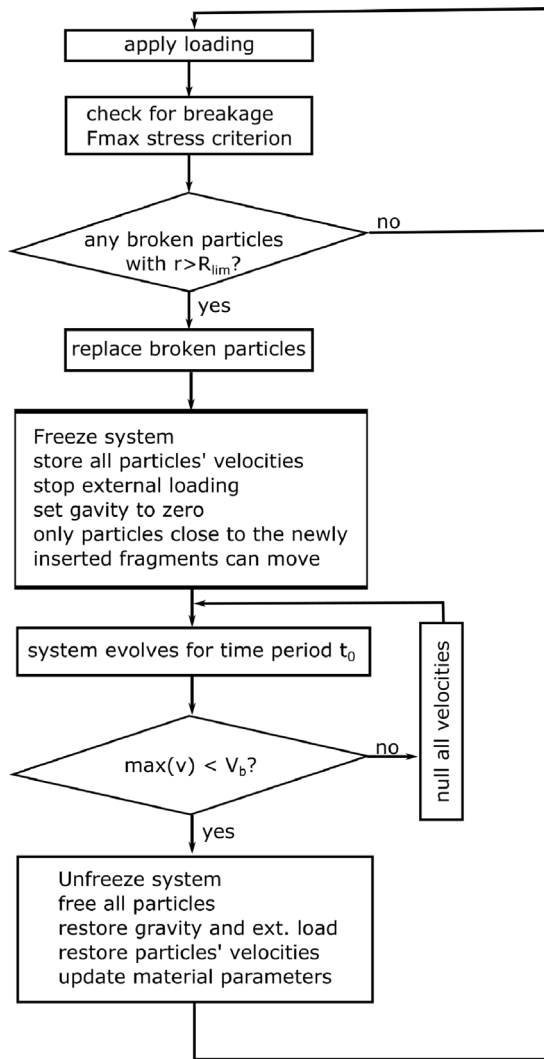 apply loading
check for breakage
Fmax stress criterion
no
any broken particles
with r>Rlim?
yes
replace broken particles
Freeze system
store all particles' velocities
stop external loading
set gavity to zero
only particles close to the newly
inserted fragments can move
system evolves for time period t0
null all velocities
no
max(v) < Vb?
yes
Unfreeze system
free all particles
restore gravity and ext. load
restore particles' velocities
update material parameters